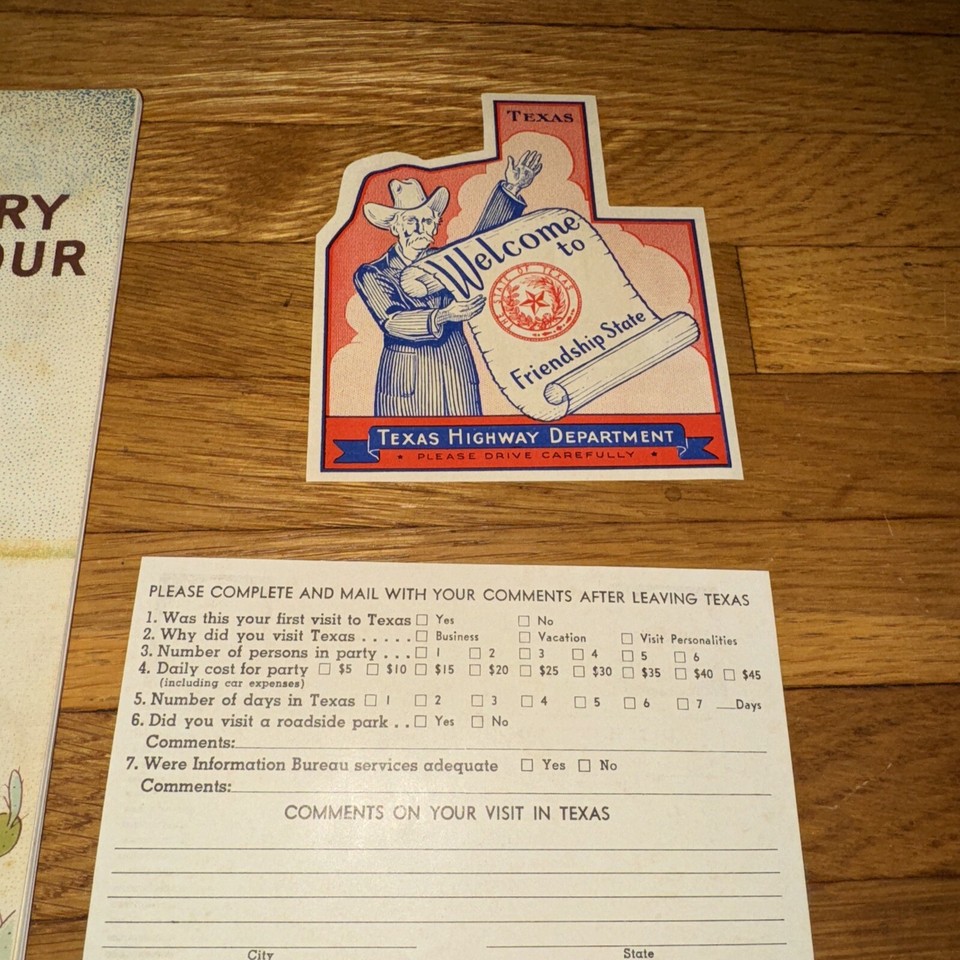 RY
OUR
TEXAS
Welcome
to
THE STATE OF TEXAS
Friendship State
TEXAS HIGHWAY DEPARTMENT
★ PLEASE DRIVE CAREFULLY ★
PLEASE COMPLETE AND MAIL WITH YOUR COMMENTS AFTER LEAVING TEXAS
1. Was this your first visit to Texas □ Yes □ No
2. Why did you visit Texas ..... □ Business □ Vacation □ Visit Personalities
3. Number of persons in party ... □ 1 □ 2 □ 3 □ 4 □ 5 □ 6
4. Daily cost for party □ $5 □ $10 □ $15 □ $20 □ $25 □ $30 □ $35 □ $40 □ $45
(including car expenses)
5. Number of days in Texas □ 1 □ 2 □ 3 □ 4 □ 5 □ 6 □ 7 __Days
6. Did you visit a roadside park .. □ Yes □ No
Comments:
7. Were Information Bureau services adequate □ Yes □ No
Comments:
COMMENTS ON YOUR VISIT IN TEXAS
City State